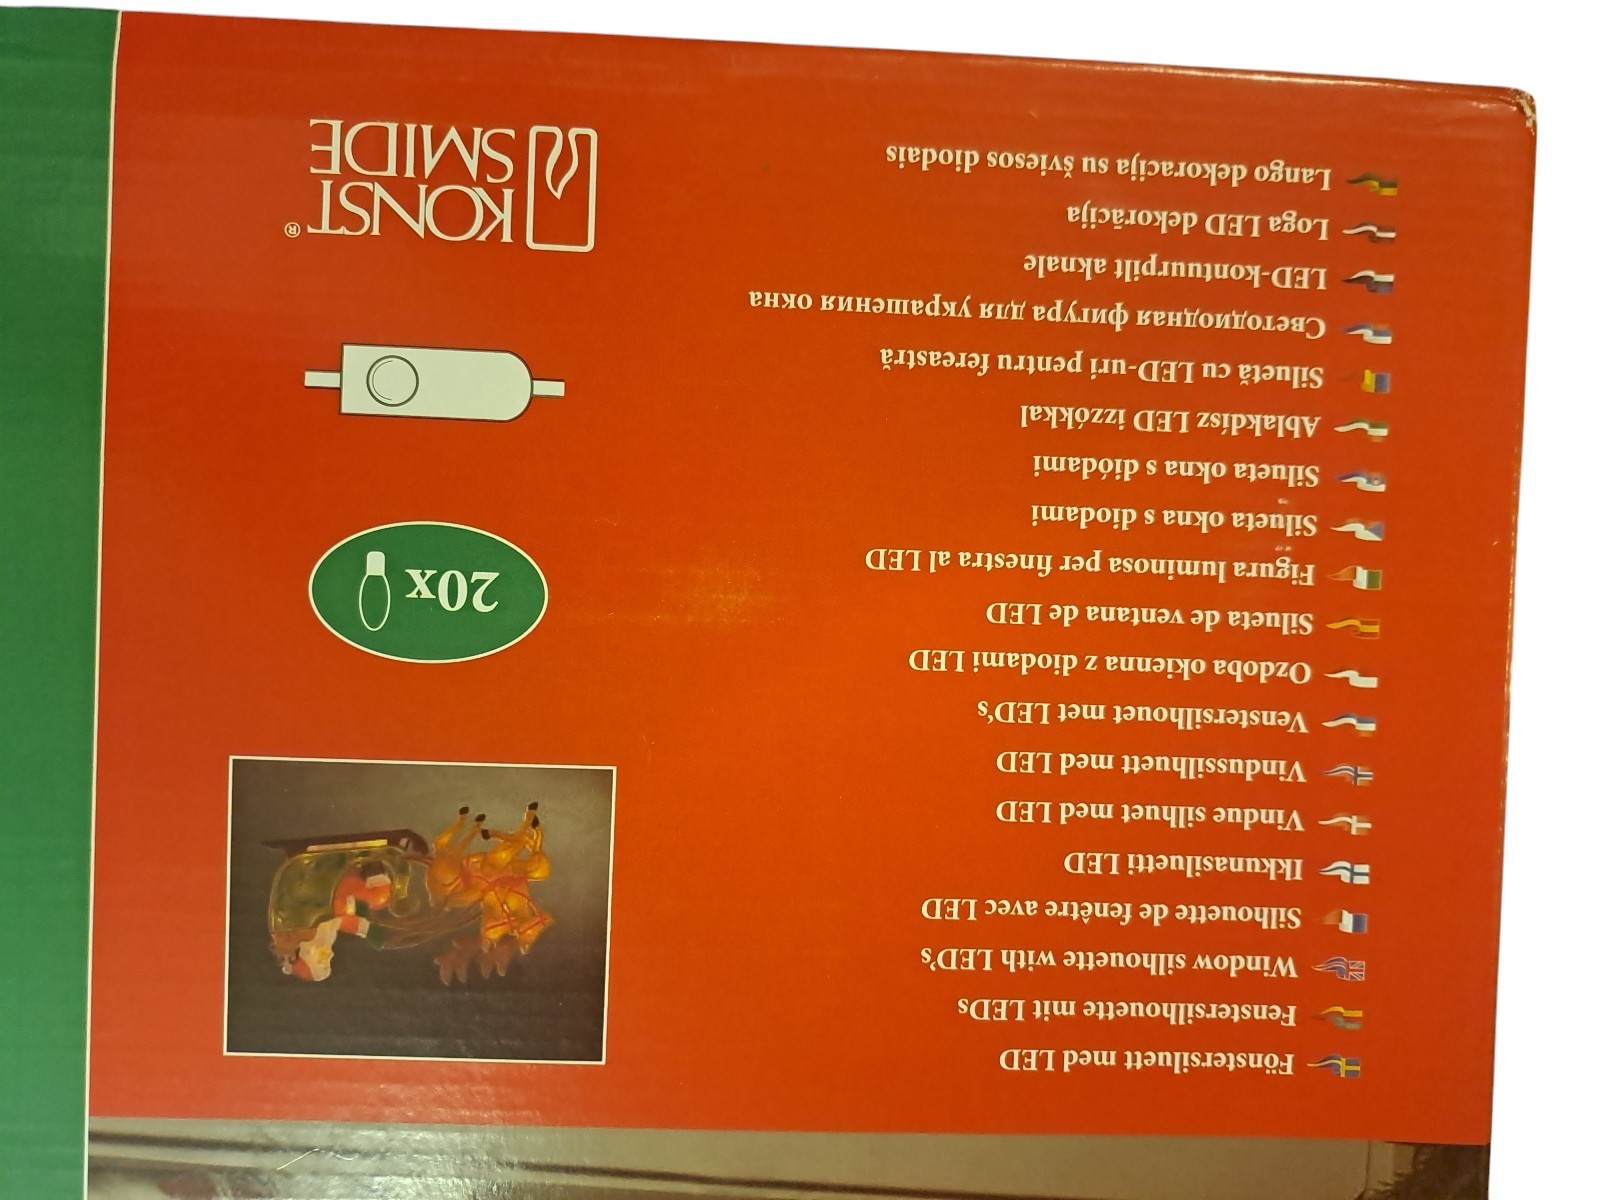 Fönstersiluett med LED
Fenstersilhouette mit LEDs
Window silhouette with LED's
Silhouette de fenêtre avec LED
Ikkunasiluetti LED
Vindue silhuet med LED
Vindussilhuett med LED
Venstersilhouet met LED's
Ozdoba okienna z diodami LED
Silueta de ventana de LED
Figura luminosa per finestra al LED
Silueta okna s diodami
Silueta okna s diódami
Ablakdísz LED izzókkal
Siluetă cu LED-uri pentru fereastră
Светодиодная фигура для украшения окна
LED-kontuurpilt aknale
Loga LED dekorācija
Lango dekoracija su šviesos diodais
20x
KONST
SMIDE®